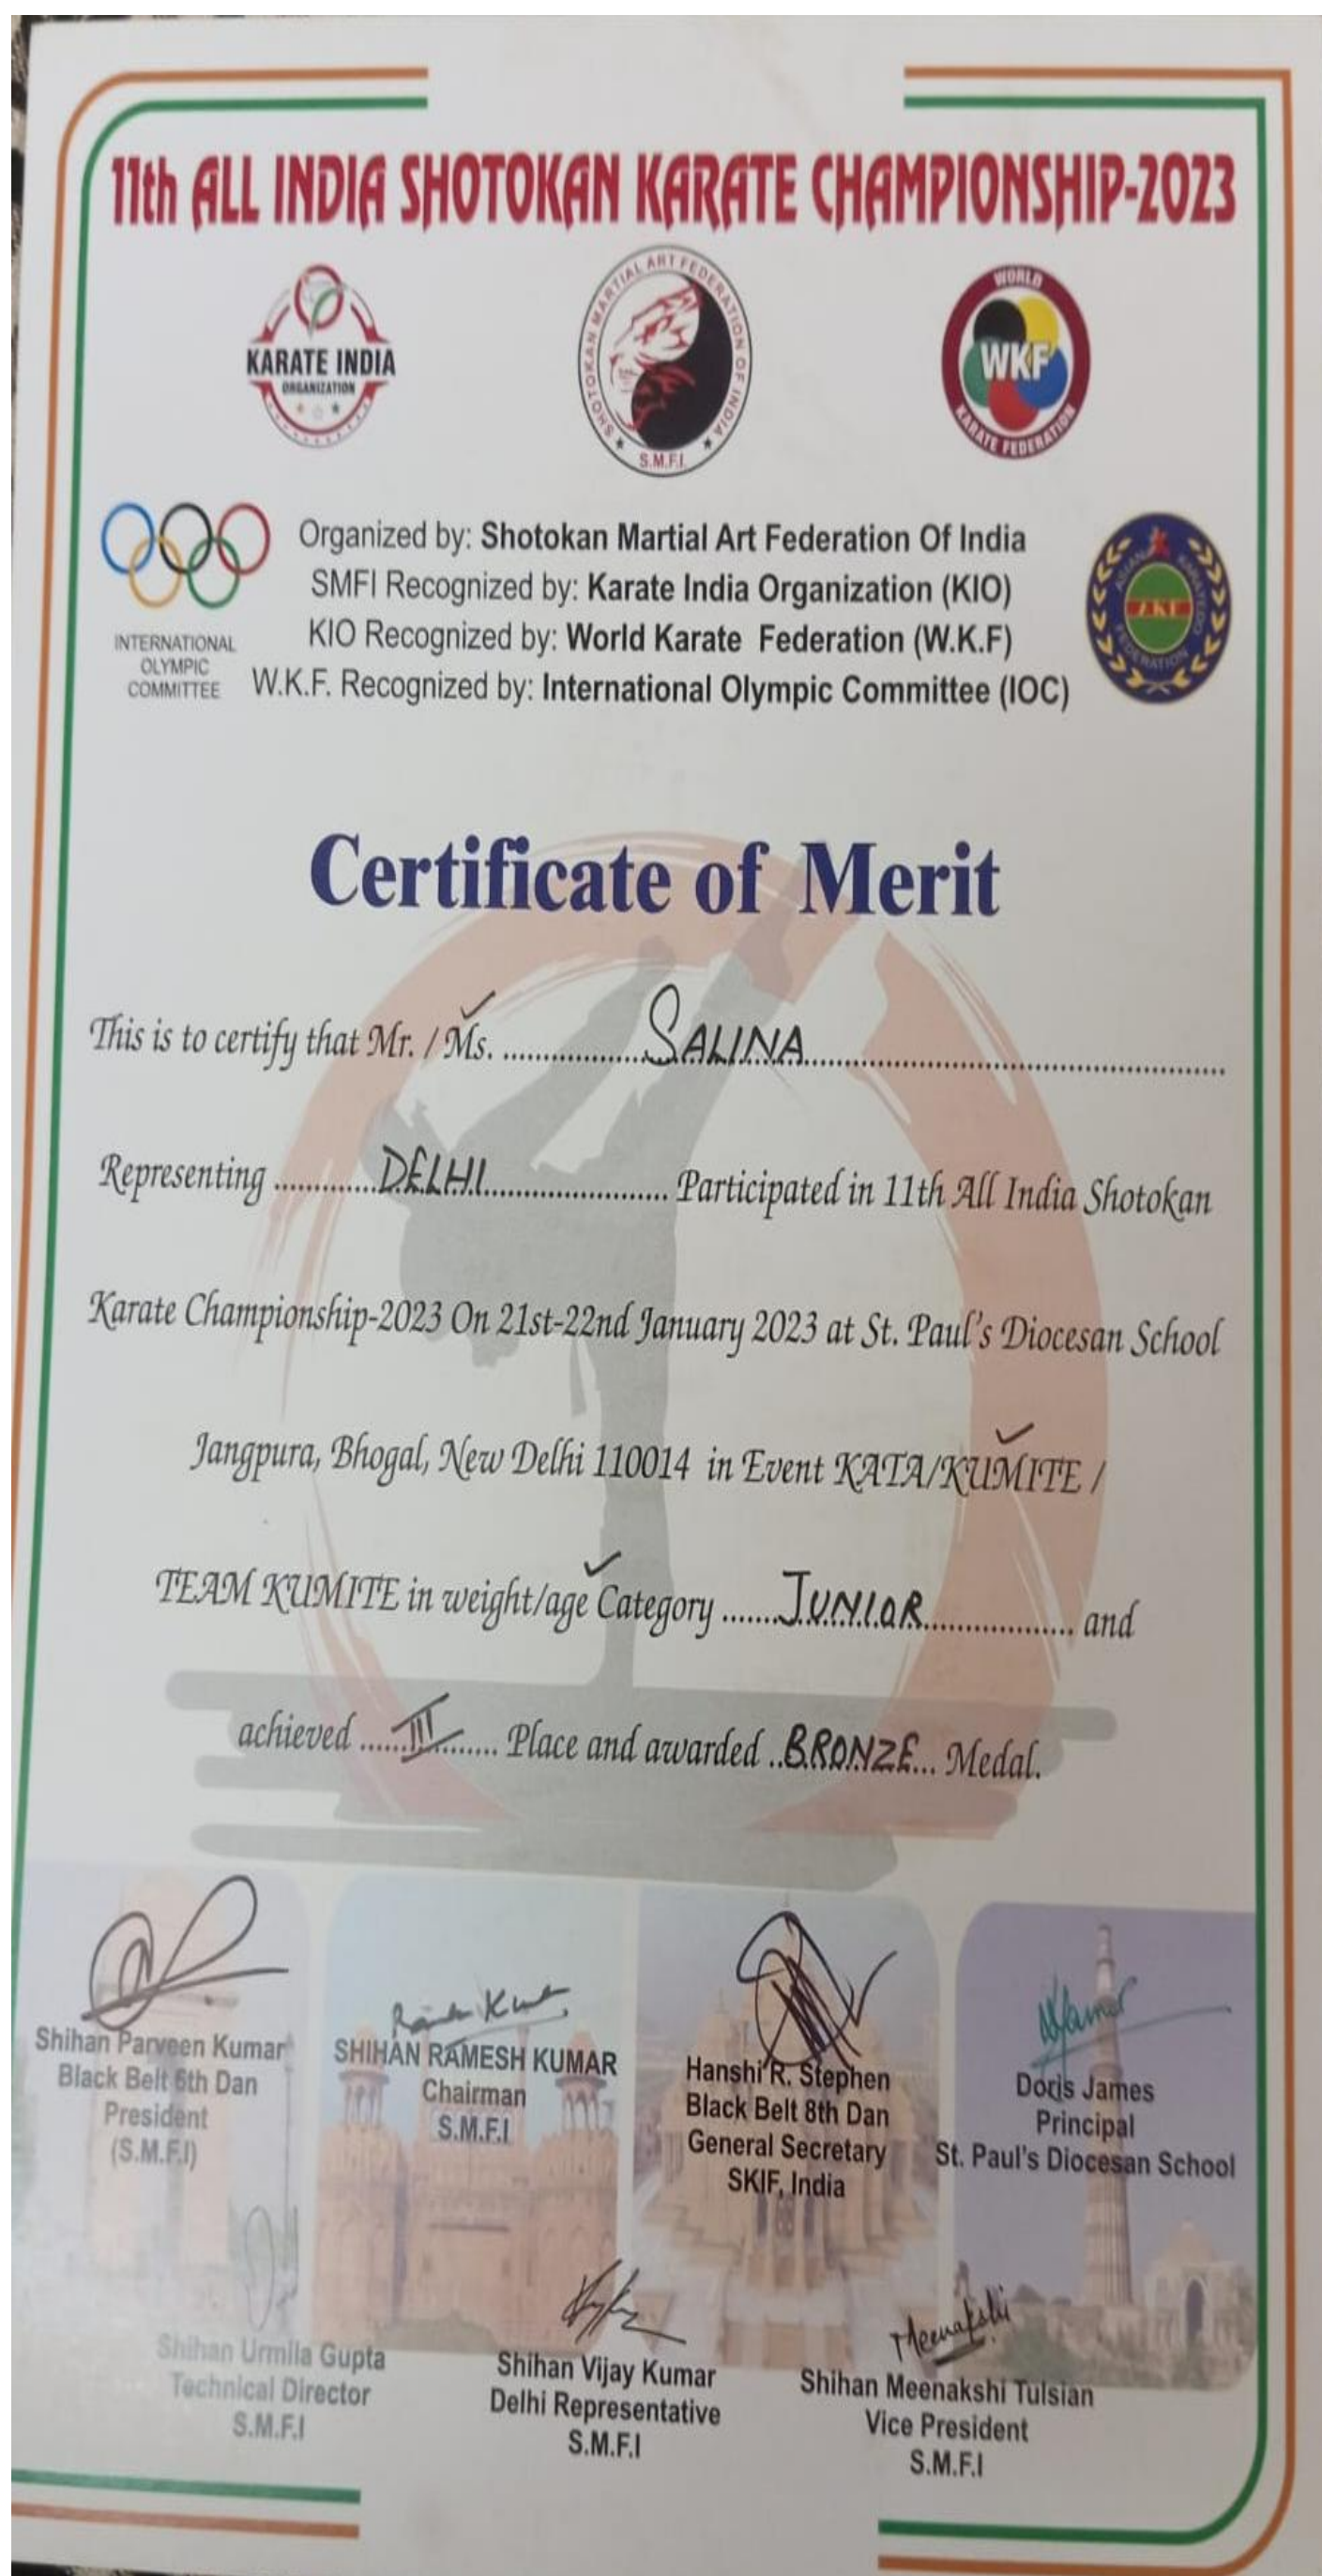 11th ALL INDIA SHOTOKAN KARATE CHAMPIONSHIP-2023
KARATE INDIA
ORGANIZATION
SHOTOKAN MARTIAL ART FEDERATION OF INDIA
S.M.F.I.
WORLD
WKF
KARATE FEDERATION
INTERNATIONAL
OLYMPIC
COMMITTEE
Organized by: Shotokan Martial Art Federation Of India
SMFI Recognized by: Karate India Organization (KIO)
KIO Recognized by: World Karate Federation (W.K.F)
W.K.F. Recognized by: International Olympic Committee (IOC)
ASIAN KARATEDO FEDERATION
AKF
Certificate of Merit
This is to certify that Mr. / Ms. SALINA
Representing DELHI Participated in 11th All India Shotokan
Karate Championship-2023 On 21st-22nd January 2023 at St. Paul's Diocesan School
Jangpura, Bhogal, New Delhi 110014 in Event KATA/KUMITE /
TEAM KUMITE in weight/age Category JUNIOR and
achieved III Place and awarded BRONZE Medal.
Shihan Parveen Kumar
Black Belt 6th Dan
President
(S.M.F.I)
SHIHAN RAMESH KUMAR
Chairman
S.M.F.I
Hanshi R. Stephen
Black Belt 8th Dan
General Secretary
SKIF, India
Doris James
Principal
St. Paul's Diocesan School
Shihan Urmila Gupta
Technical Director
S.M.F.I
Shihan Vijay Kumar
Delhi Representative
S.M.F.I
Meenakshi
Shihan Meenakshi Tulsian
Vice President
S.M.F.I